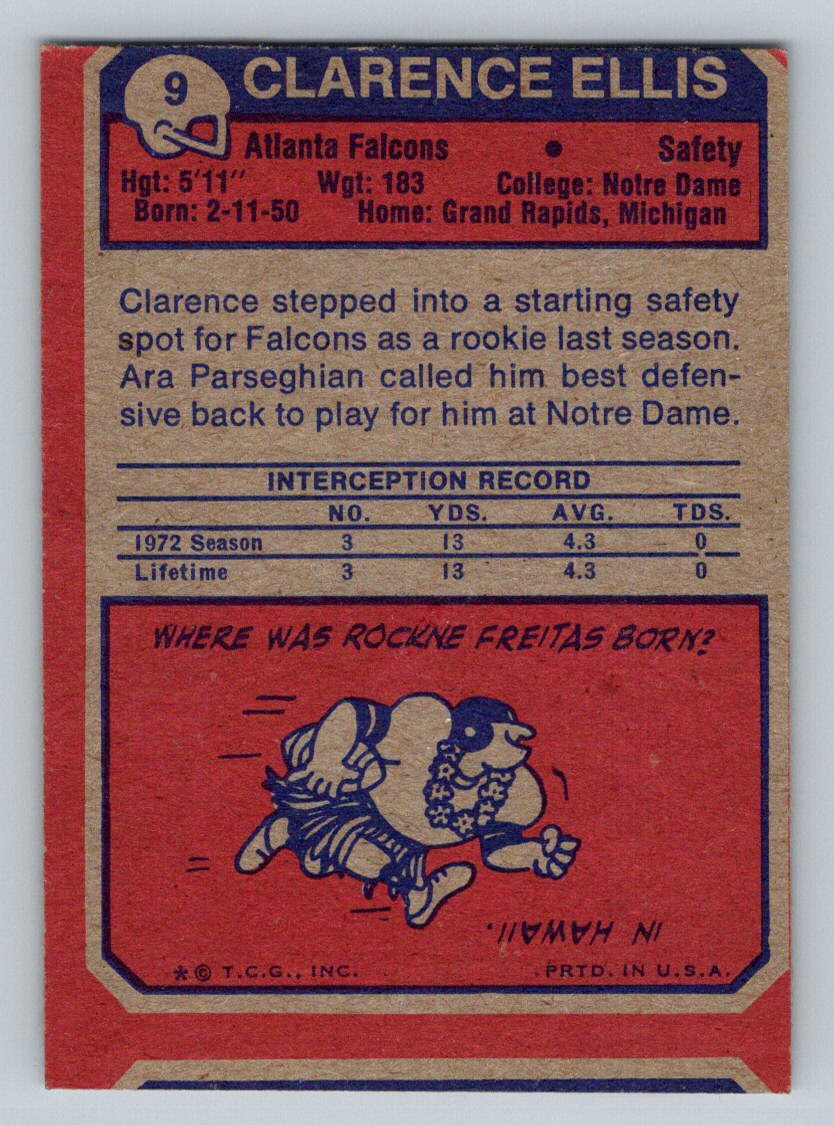 9
CLARENCE ELLIS
Atlanta Falcons • Safety
Hgt: 5'11" Wgt: 183 College: Notre Dame
Born: 2-11-50 Home: Grand Rapids, Michigan
Clarence stepped into a starting safety
spot for Falcons as a rookie last season.
Ara Parseghian called him best defen-
sive back to play for him at Notre Dame.
INTERCEPTION RECORD
NO. YDS. AVG. TDS.
1972 Season 3 13 4.3 0
Lifetime 3 13 4.3 0
WHERE WAS ROCKNE FREITAS BORN?
IN HAWAII.
* © T.C.G., INC. PRTD. IN U.S.A.